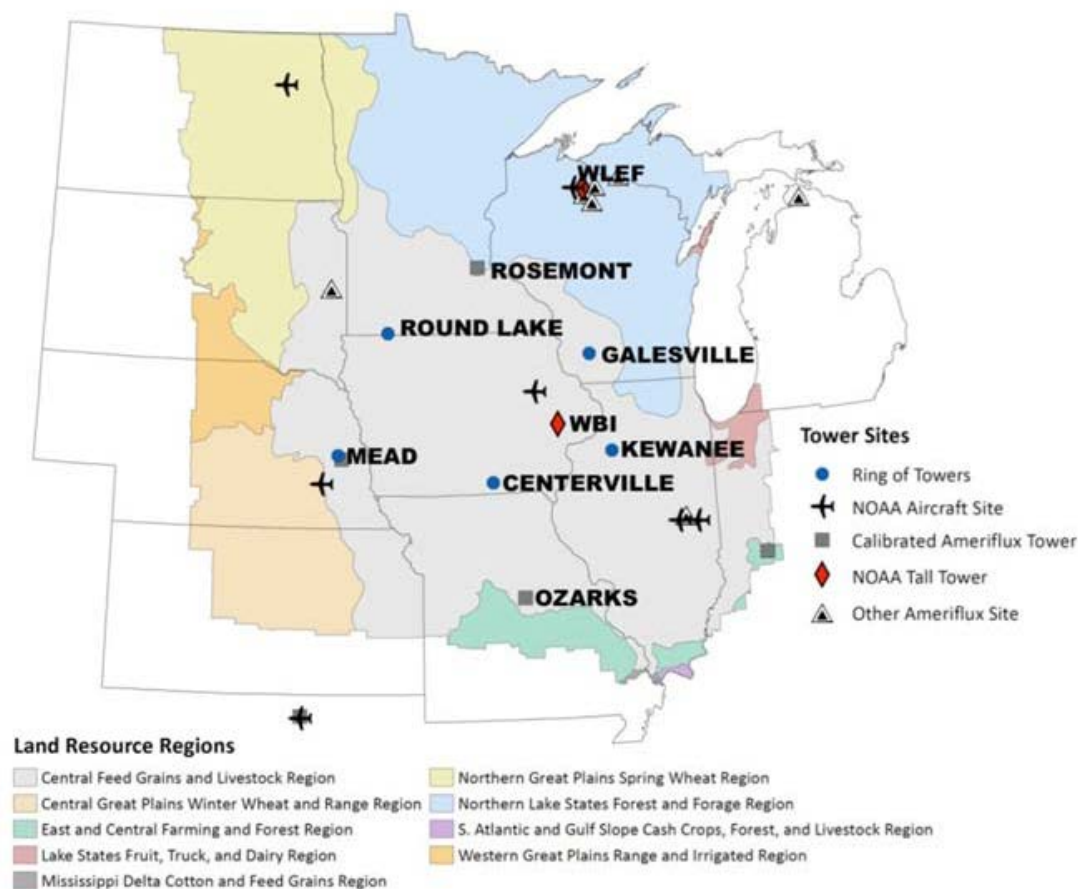 WLEF
ROSEMONT
ROUND LAKE
GALESVILLE
WBI
MEAD
KEWANEE
CENTERVILLE
OZARKS
Tower Sites
Ring of Towers
NOAA Aircraft Site
Calibrated Ameriflux Tower
NOAA Tall Tower
Other Ameriflux Site
Land Resource Regions
Central Feed Grains and Livestock Region
Central Great Plains Winter Wheat and Range Region
East and Central Farming and Forest Region
Lake States Fruit, Truck, and Dairy Region
Mississippi Delta Cotton and Feed Grains Region
Northern Great Plains Spring Wheat Region
Northern Lake States Forest and Forage Region
S. Atlantic and Gulf Slope Cash Crops, Forest, and Livestock Region
Western Great Plains Range and Irrigated Region